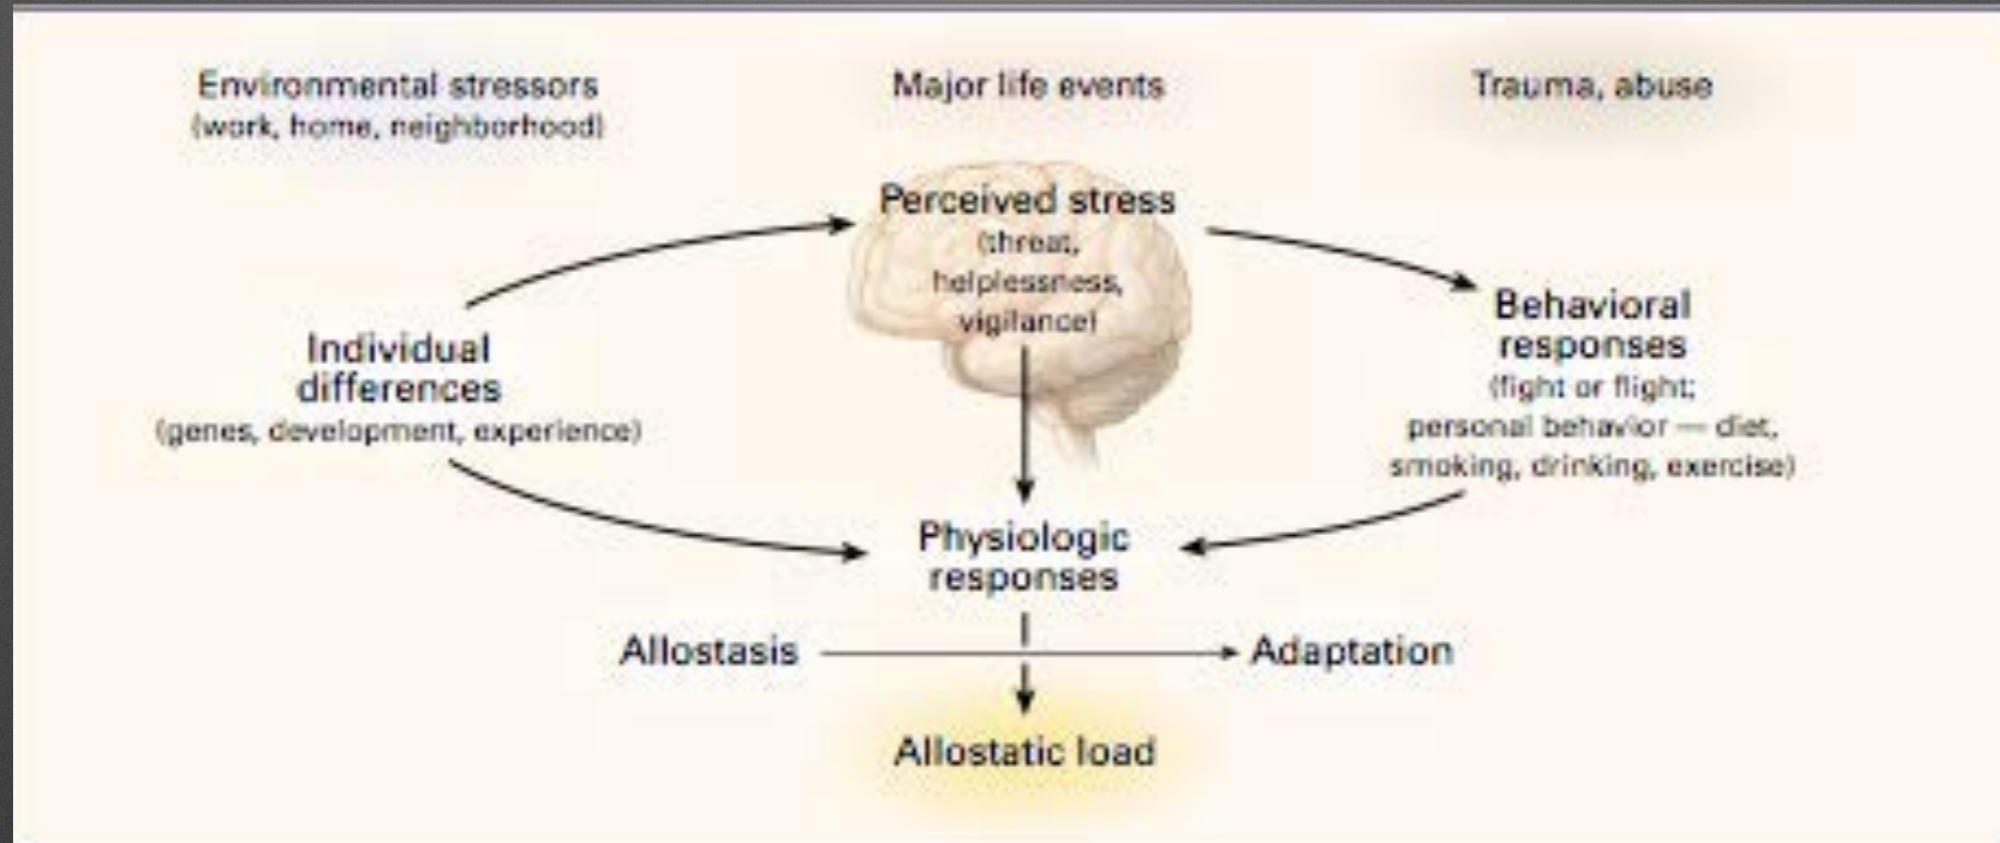 Environmental stressors
(work, home, neighborhood)
Major life events
Trauma, abuse
Perceived stress
(threat,
helplessness,
vigilance)
Individual
differences
(genes, development, experience)
Behavioral
responses
(fight or flight;
personal behavior — diet,
smoking, drinking, exercise)
Physiologic
responses
Allostasis
Adaptation
Allostatic load